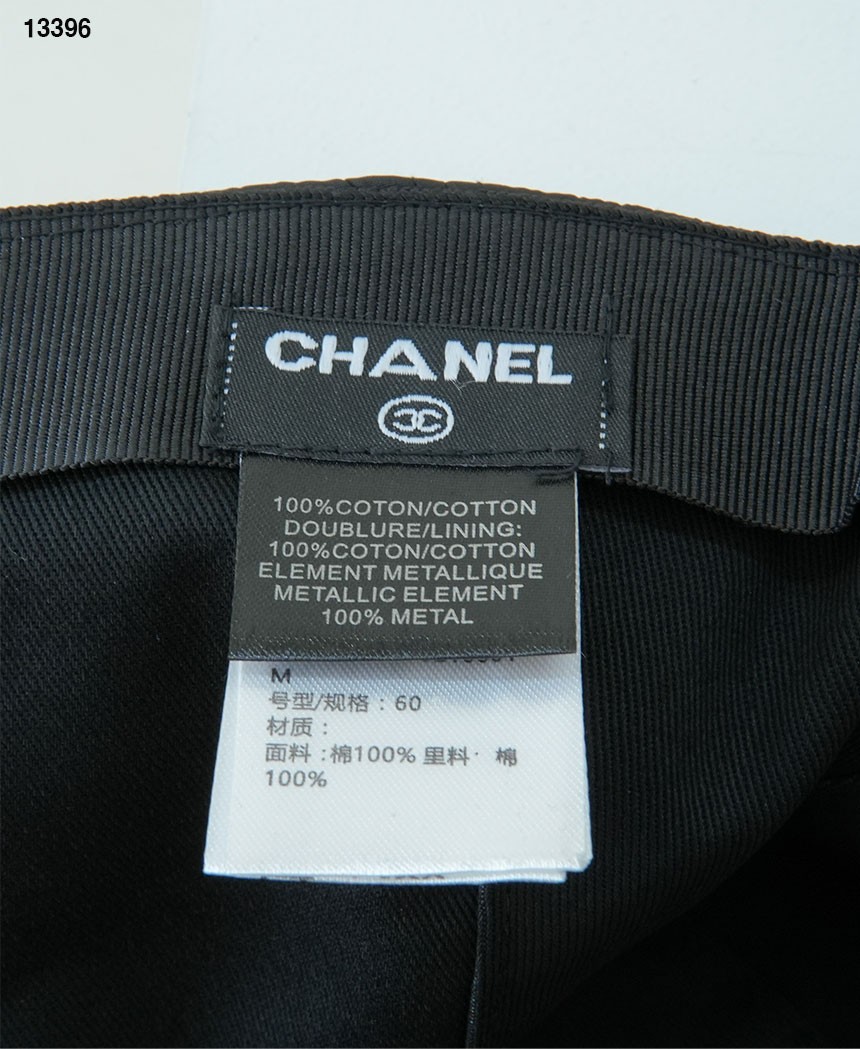 13396
CHANEL
100%COTON/COTTON
DOUBLURE/LINING:
100%COTON/COTTON
ELEMENT METALLIQUE
METALLIC ELEMENT
100% METAL
M
号型/规格：60
材质：
面料：棉100% 里料：棉
100%